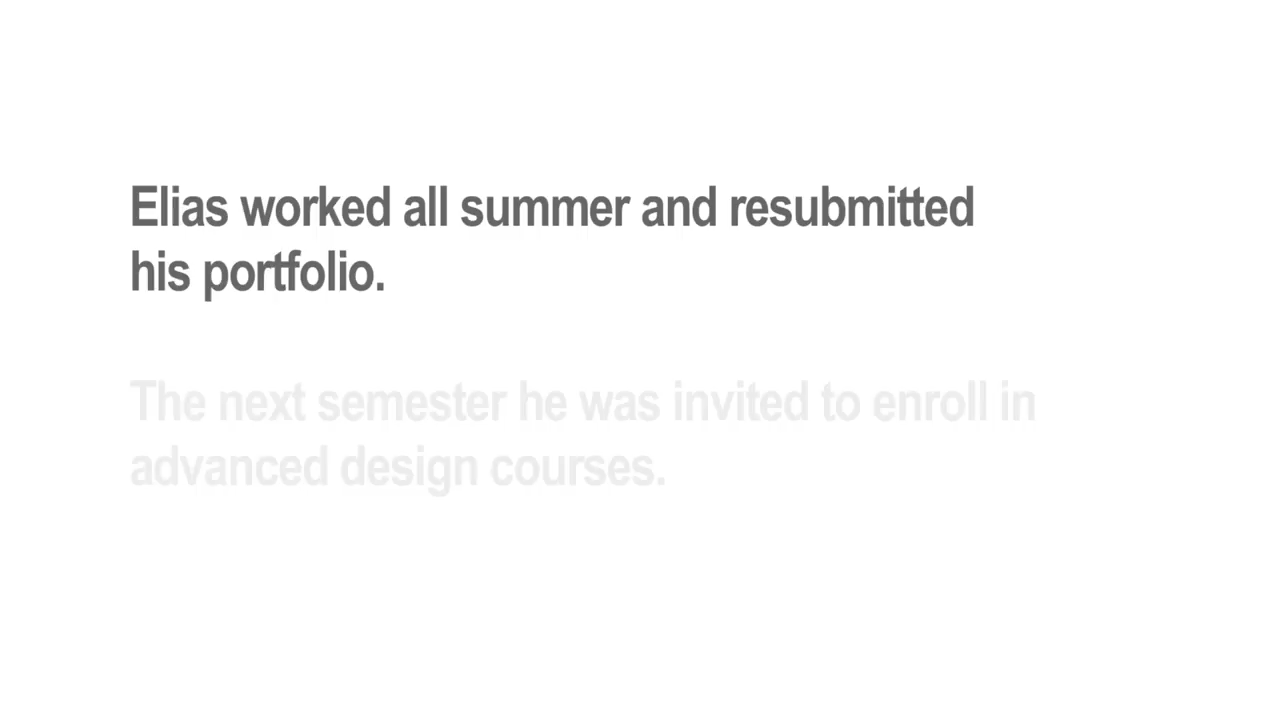 Elias worked all summer and resubmitted
his portfolio.
The next semester he was invited to enroll in
advanced design courses.